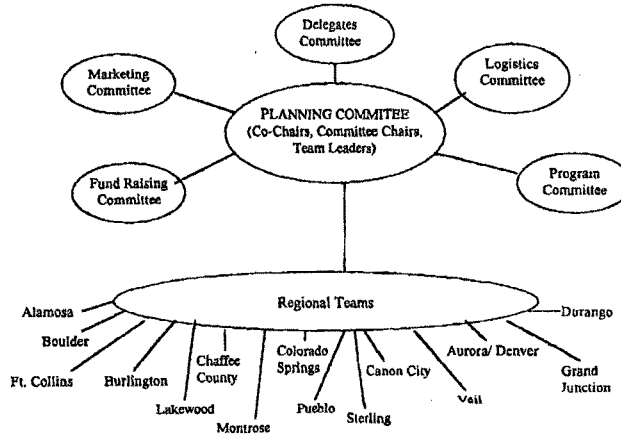 Delegates
Committee
Marketing
Committee
Logistics
Committee
PLANNING COMMITEE
(Co-Chairs, Committee Chairs,
Team Leaders)
Fund Raising
Committee
Program
Committee
Regional Teams
Alamosa
Boulder
Ft. Collins
Burlington
Lakewood
Chaffee
County
Montrose
Colorado
Springs
Pueblo
Sterling
Canon City
Vail
Aurora/ Denver
Grand
Junction
Durango